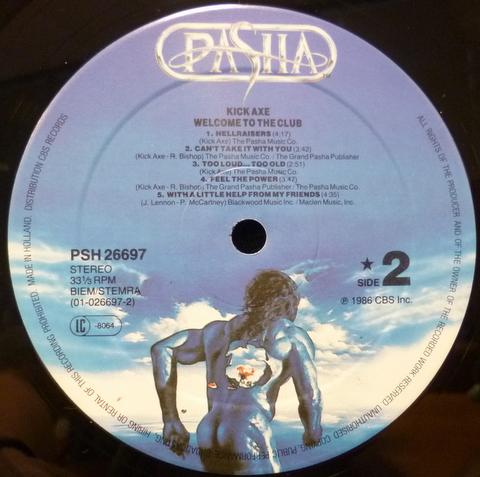 PASHA
KICK AXE
WELCOME TO THE CLUB
1. HELLRAISERS (4:17)
(Kick Axe) The Pasha Music Co.
2. CAN'T TAKE IT WITH YOU (3:42)
(Kick Axe - R. Bishop) The Pasha Music Co. / The Grand Pasha Publisher
3. TOO LOUD... TOO OLD (2:51)
(Kick Axe) The Pasha Music Co.
4. FEEL THE POWER (3:42)
(Kick Axe - R. Bishop) The Grand Pasha Publisher / The Pasha Music Co.
5. WITH A LITTLE HELP FROM MY FRIENDS (4:35)
(J. Lennon - P. McCartney) Blackwood Music Inc. / Maclen Music, Inc.
PSH 26697
STEREO
33⅓ RPM
BIEM/STEMRA
(01-026697-2)
LC -8064
★ SIDE 2
℗ 1986 CBS Inc.
ALL RIGHTS OF THE PRODUCER AND OF THE OWNER OF THE RECORDED WORK RESERVED. UNAUTHORISED COPYING, PUBLIC PERFORMANCE, BROADCASTING, HIRING OR RENTAL OF THIS RECORDING PROHIBITED. MADE IN HOLLAND. DISTRIBUTION CBS RECORDS